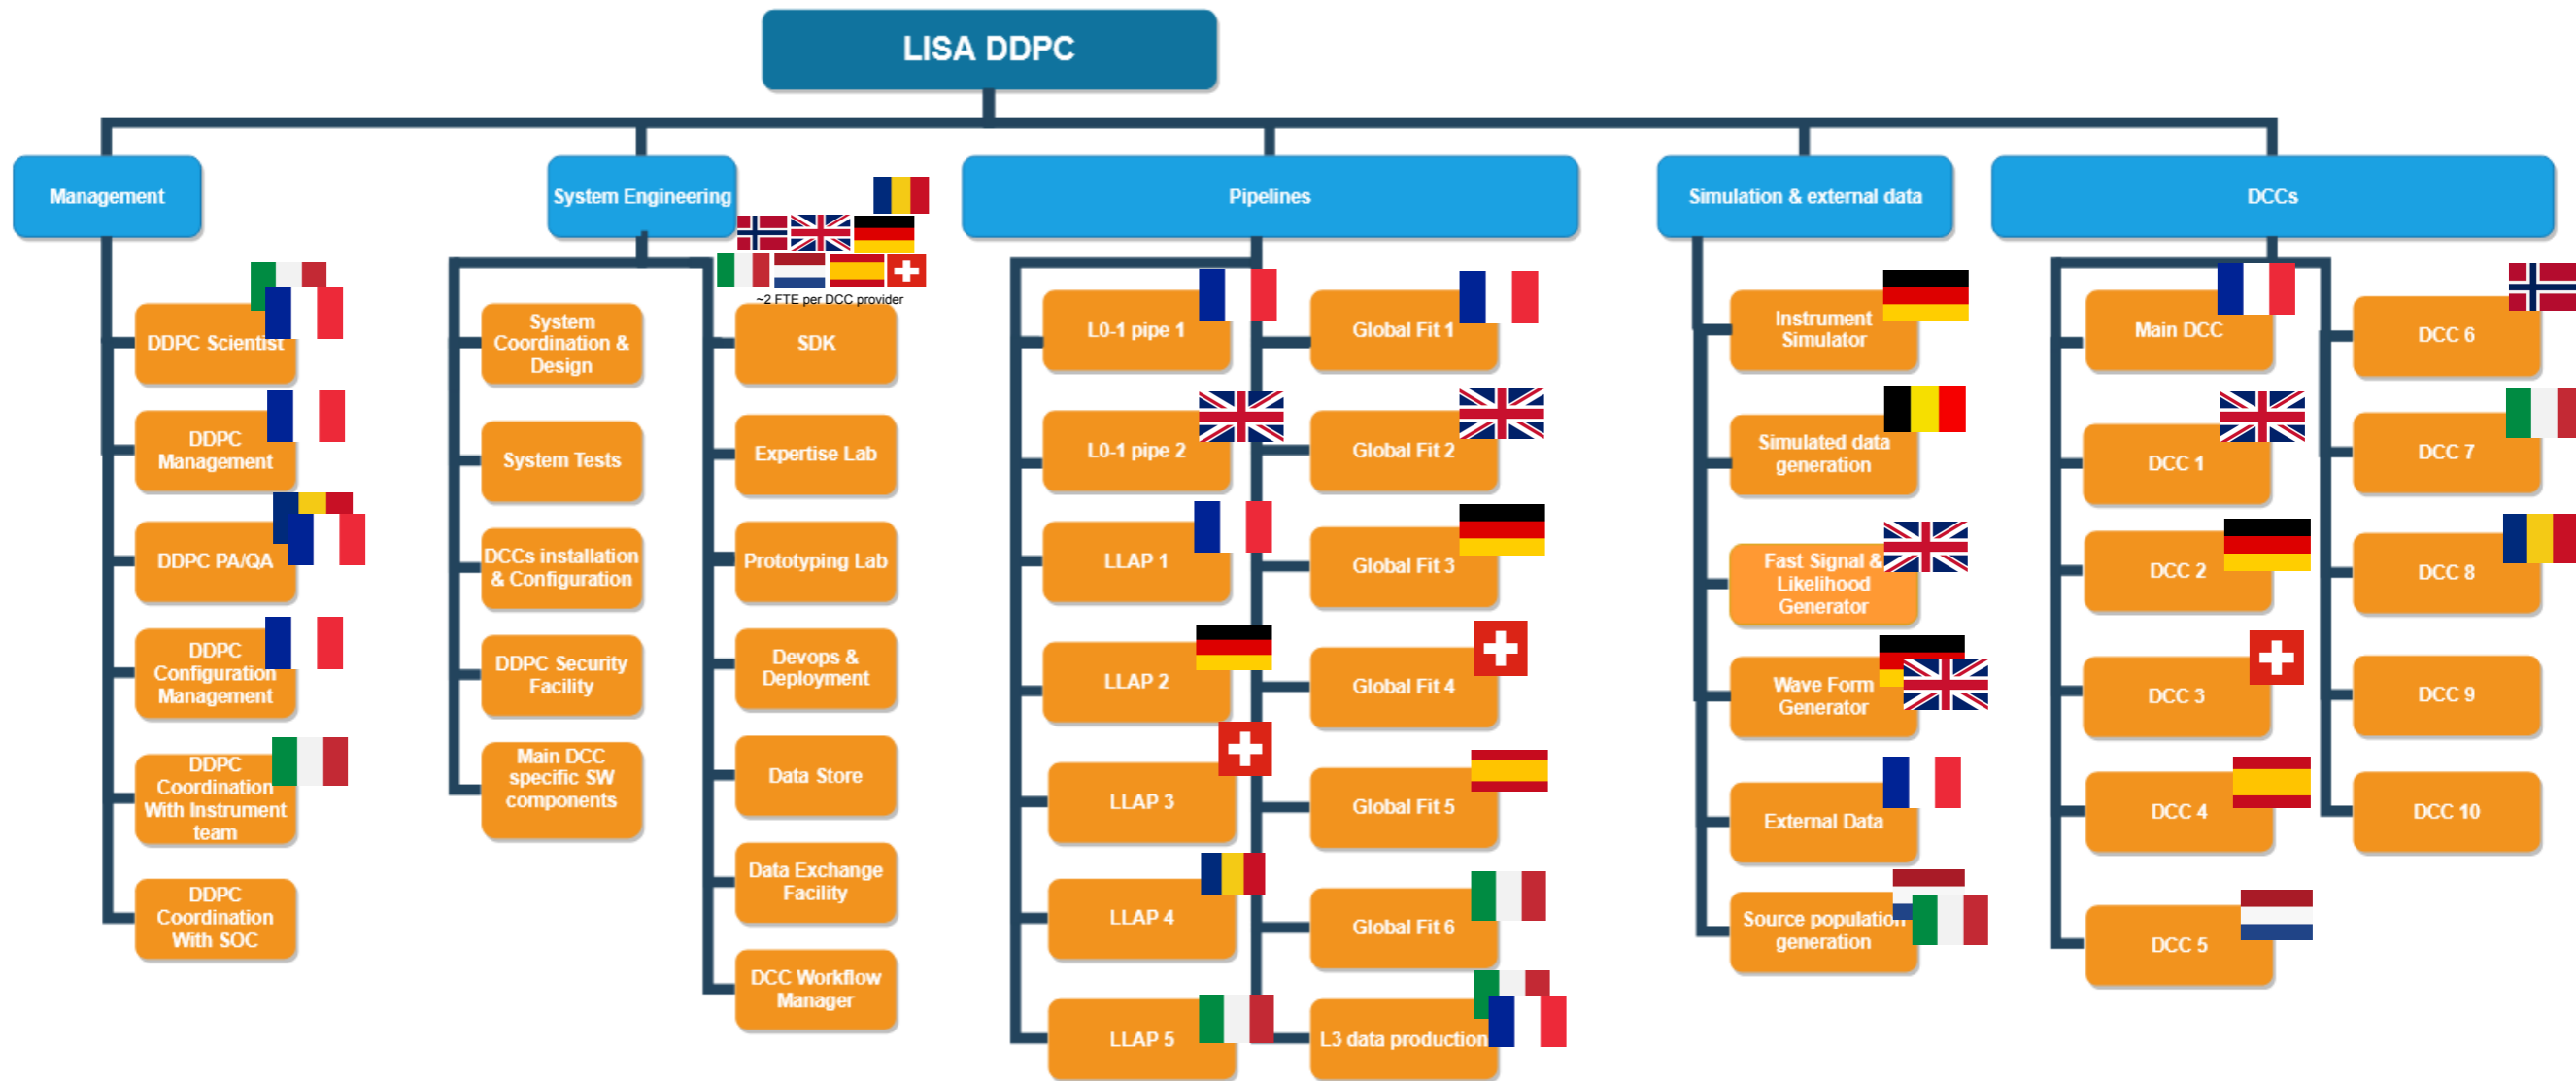 LISA DDPC
Management
System Engineering
Pipelines
Simulation & external data
DCCs
~2 FTE per DCC provider
DDPC Scientist
DDPC
Management
DDPC PA/QA
DDPC
Configuration
Management
DDPC
Coordination
With Instrument
team
DDPC
Coordination
With SOC
System
Coordination &
Design
System Tests
DCCs installation
& Configuration
DDPC Security
Facility
Main DCC
specific SW
components
SDK
Expertise Lab
Prototyping Lab
Devops &
Deployment
Data Store
Data Exchange
Facility
DCC Workflow
Manager
L0-1 pipe 1
L0-1 pipe 2
LLAP 1
LLAP 2
LLAP 3
LLAP 4
LLAP 5
Global Fit 1
Global Fit 2
Global Fit 3
Global Fit 4
Global Fit 5
Global Fit 6
L3 data production
Instrument
Simulator
Simulated data
generation
Fast Signal &
Likelihood
Generator
Wave Form
Generator
External Data
Source population
generation
Main DCC
DCC 1
DCC 2
DCC 3
DCC 4
DCC 5
DCC 6
DCC 7
DCC 8
DCC 9
DCC 10